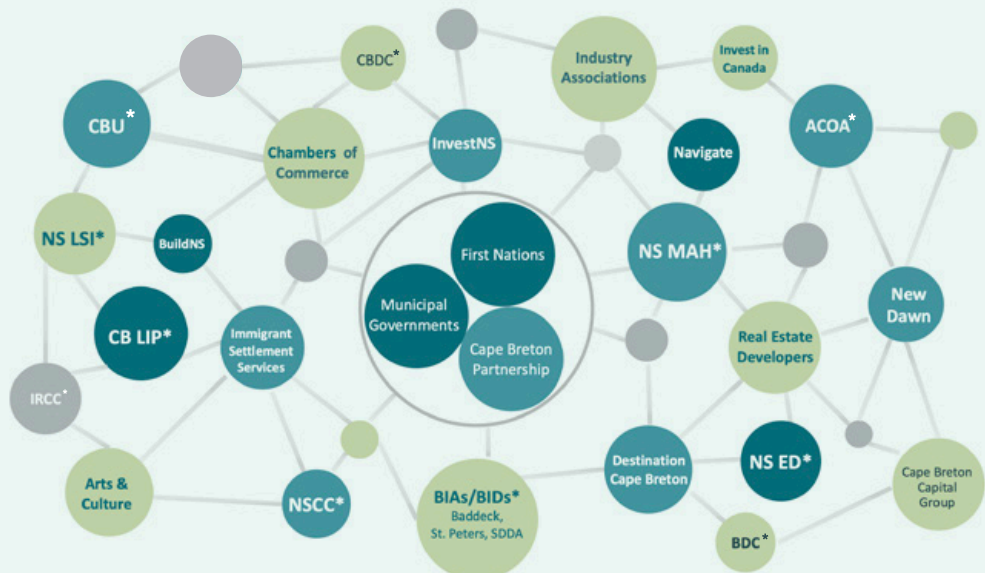 CBDC*
Industry
Associations
Invest in
Canada
CBU*
ACOA*
InvestNS
Chambers of
Commerce
Navigate
NS LSI*
BuildNS
First Nations
NS MAH*
Municipal
Governments
New
Dawn
CB LIP*
Immigrant
Settlement
Services
Cape Breton
Partnership
Real Estate
Developers
IRCC*
Arts &
Culture
NSCC*
BIAs/BIDs*
Baddeck,
St. Peters, SDDA
Destination
Cape Breton
NS ED*
Cape Breton
Capital
Group
BDC*